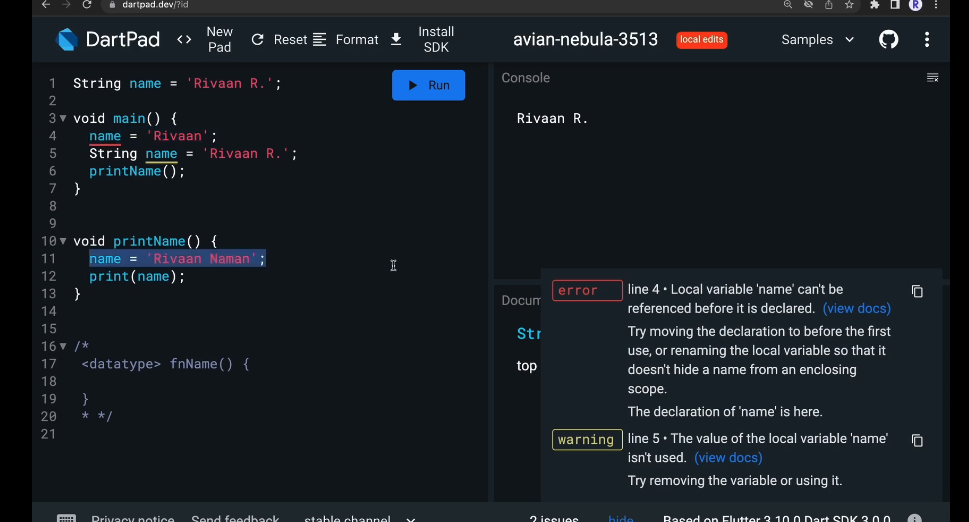 dartpad.dev/?id
DartPad
<> New Pad
Reset
Format
Install SDK
avian-nebula-3513
local edits
Samples
1 String name = 'Rivaan R.';
2
3 void main() {
4 name = 'Rivaan';
5 String name = 'Rivaan R.';
6 printName();
7 }
8
9
10 void printName() {
11 name = 'Rivaan Naman';
12 print(name);
13 }
14
15
16 /*
17 <datatype> fnName() {
18
19 }
20 * */
21
Run
Console
Rivaan R.
Docum
Str
top
error
line 4 • Local variable 'name' can't be
referenced before it is declared. (view docs)
Try moving the declaration to before the first
use, or renaming the local variable so that it
doesn't hide a name from an enclosing
scope.
The declaration of 'name' is here.
warning
line 5 • The value of the local variable 'name'
isn't used. (view docs)
Try removing the variable or using it.
Privacy notice Send feedback stable channel
2 issues hide Based on Flutter 3.10.0 Dart SDK 3.0.0
R